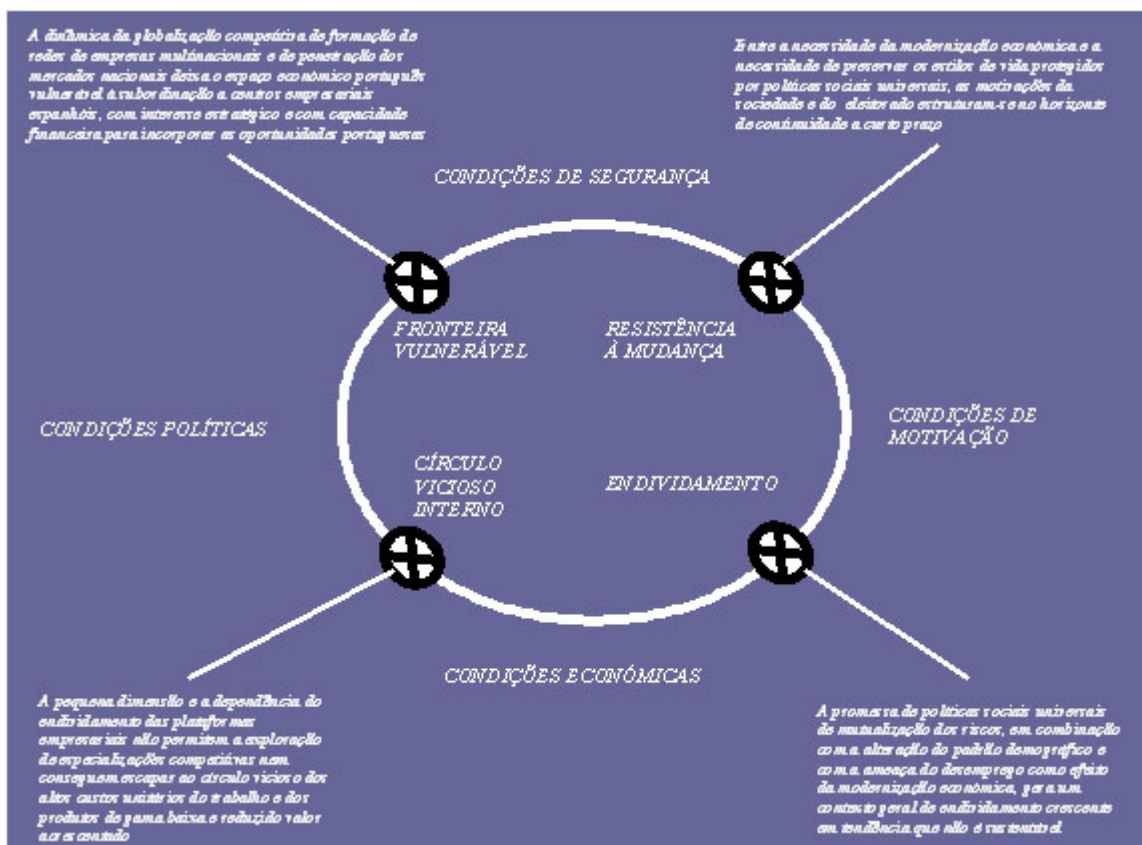 A dinâmica da globalização competitiva de formação de
redes de empresas multinacionais e de penetração dos
mercados nacionais deixa o espaço económico português
vulnerável à subordinação a centros empresariais
espanhóis, com interesse estratégico e com capacidade
financeira para incorporar as oportunidades portuguesas
Entre a necessidade da modernização económica e a
necessidade de preservar os estilos de vida protegidos
por políticas sociais universais, as motivações da
sociedade e do eleitorado estruturam-se no horizonte
de continuidade a curto prazo
CONDIÇÕES DE SEGURANÇA
FRONTEIRA
VULNERÁVEL
RESISTÊNCIA
À MUDANÇA
CONDIÇÕES POLÍTICAS
CONDIÇÕES DE
MOTIVAÇÃO
CÍRCULO
VICIOSO
INTERNO
ENDIVIDAMENTO
CONDIÇÕES ECONÓMICAS
A pequena dimensão e a dependência do
endividamento das plataformas
empresariais não permitem a exploração
de especializações competitivas nem
conseguem escapar ao círculo vicioso dos
altos custos unitários do trabalho e dos
produtos de gama baixa e reduzido valor
acrescentado
A promessa de políticas sociais universais
de mutualização dos riscos, em combinação
com a alteração do padrão demográfico e
com a ameaça do desemprego como efeito
da modernização económica, gera um
contexto geral de endividamento crescente
em tendência que não é sustentável